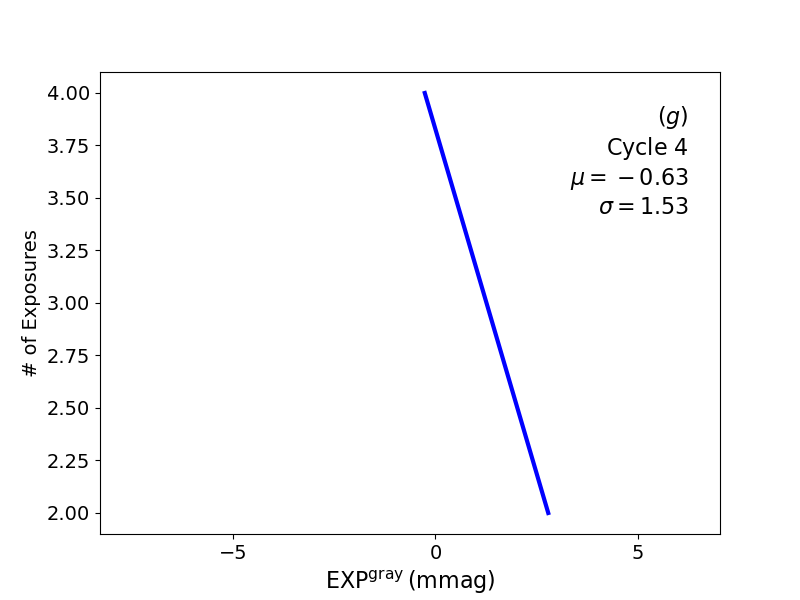 4.00
3.75
3.50
3.25
3.00
2.75
2.50
2.25
2.00
# of Exposures
(g)
Cycle 4
μ = −0.63
σ = 1.53
−5 0 5
EXP^gray (mmag)